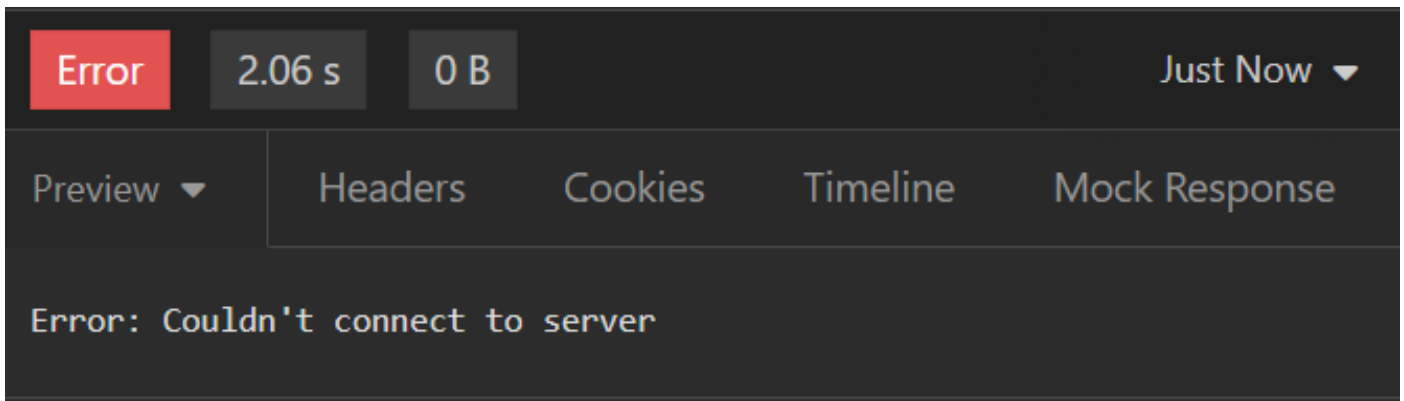 Error 2.06 s 0 B Just Now
Preview Headers Cookies Timeline Mock Response
Error: Couldn't connect to server